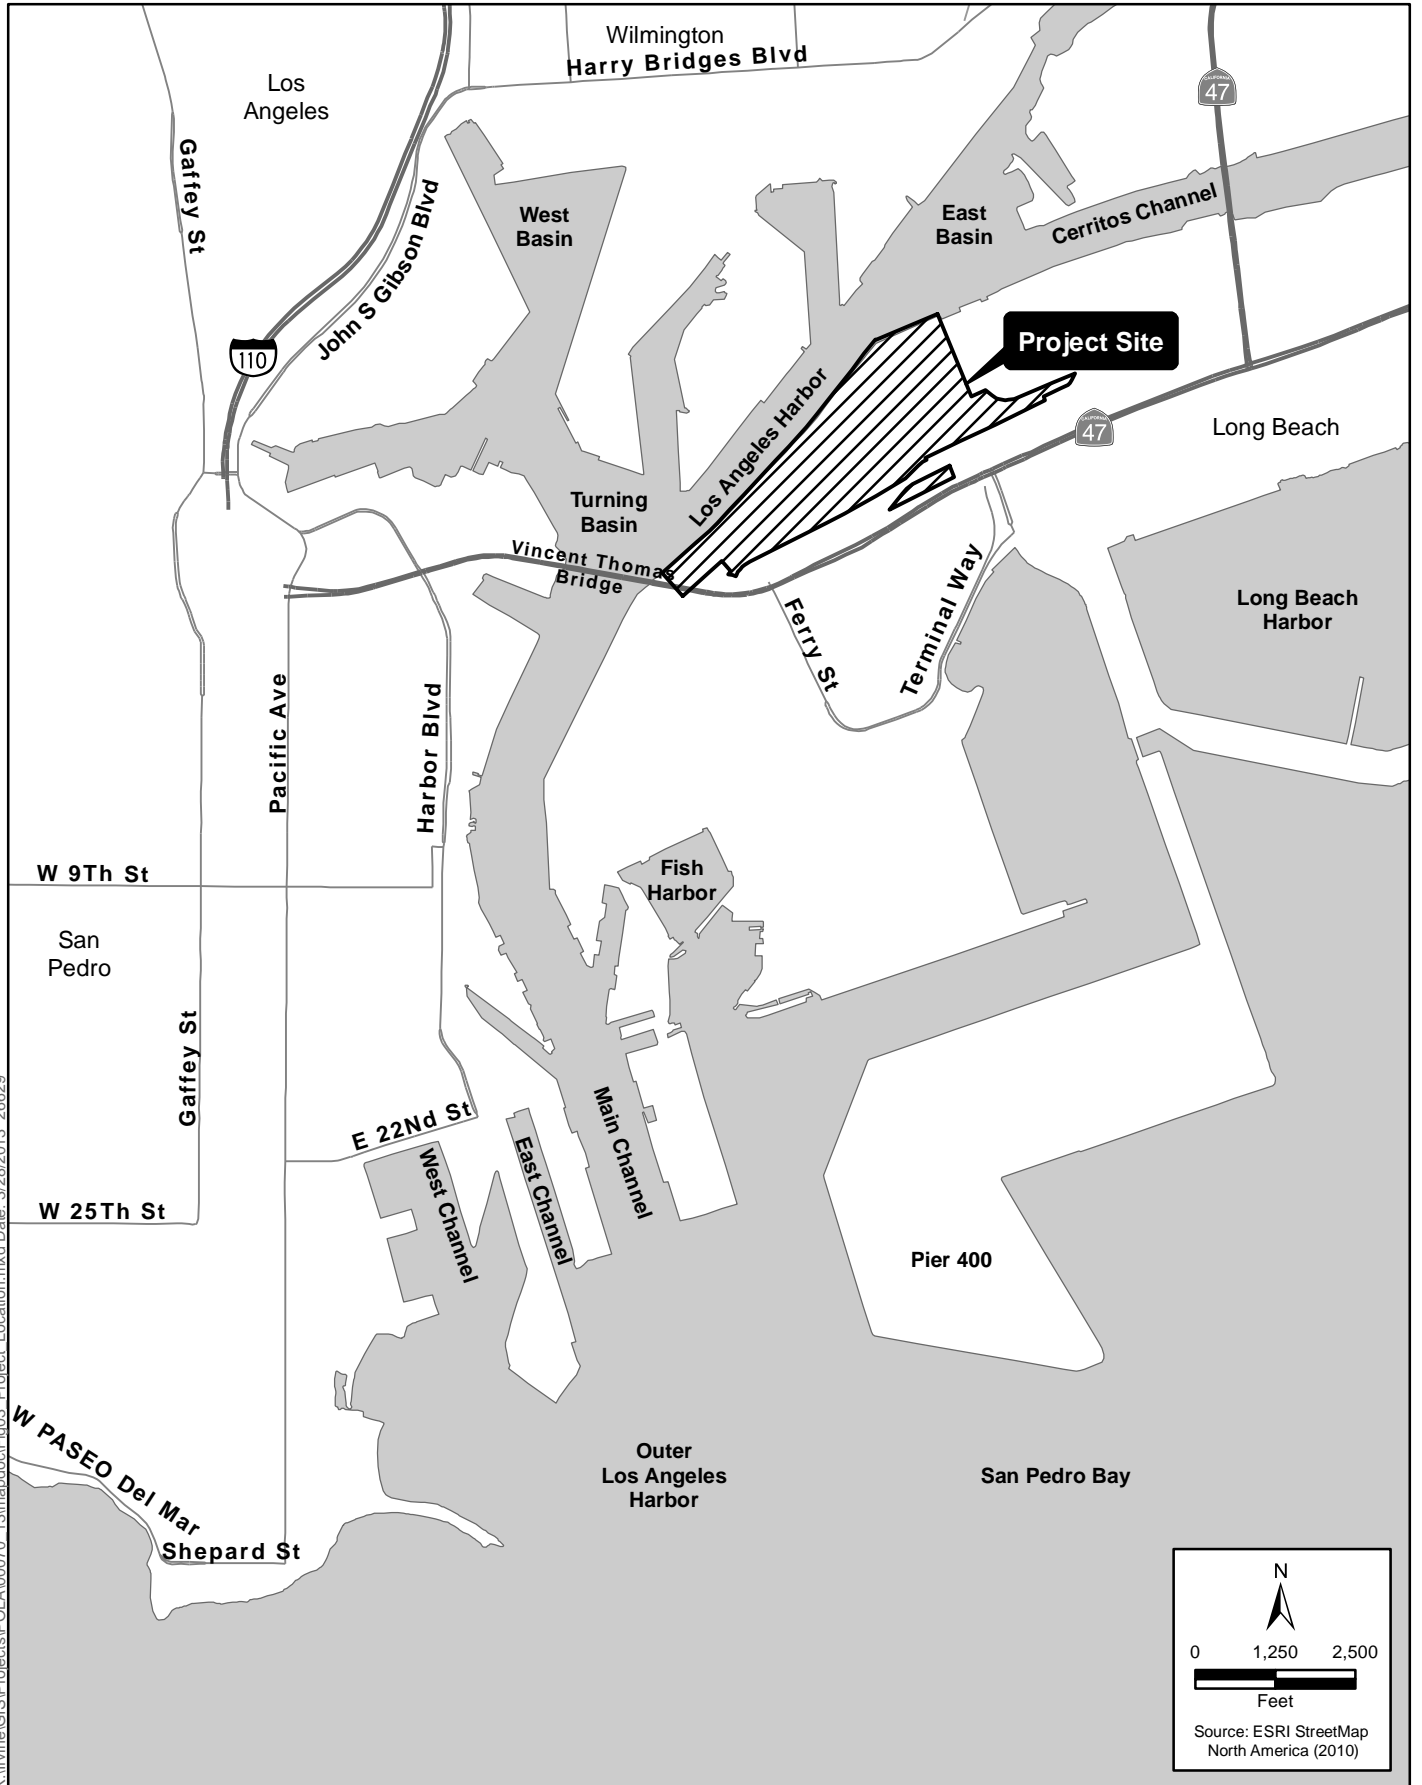 Wilmington
Harry Bridges Blvd
Los
Angeles
CALIFORNIA
47
Gaffey St
John S Gibson Blvd
West
Basin
East
Basin
Cerritos Channel
110
Project Site
Los Angeles Harbor
CALIFORNIA
47
Long Beach
Turning
Basin
Vincent Thomas
Bridge
Ferry St
Terminal Way
Long Beach
Harbor
Pacific Ave
Harbor Blvd
W 9Th St
Fish
Harbor
San
Pedro
Gaffey St
E 22Nd St
Main Channel
West Channel
East Channel
W 25Th St
Pier 400
W PASEO Del Mar
Shepard St
Outer
Los Angeles
Harbor
San Pedro Bay
N
0 1,250 2,500
Feet
Source: ESRI StreetMap
North America (2010)